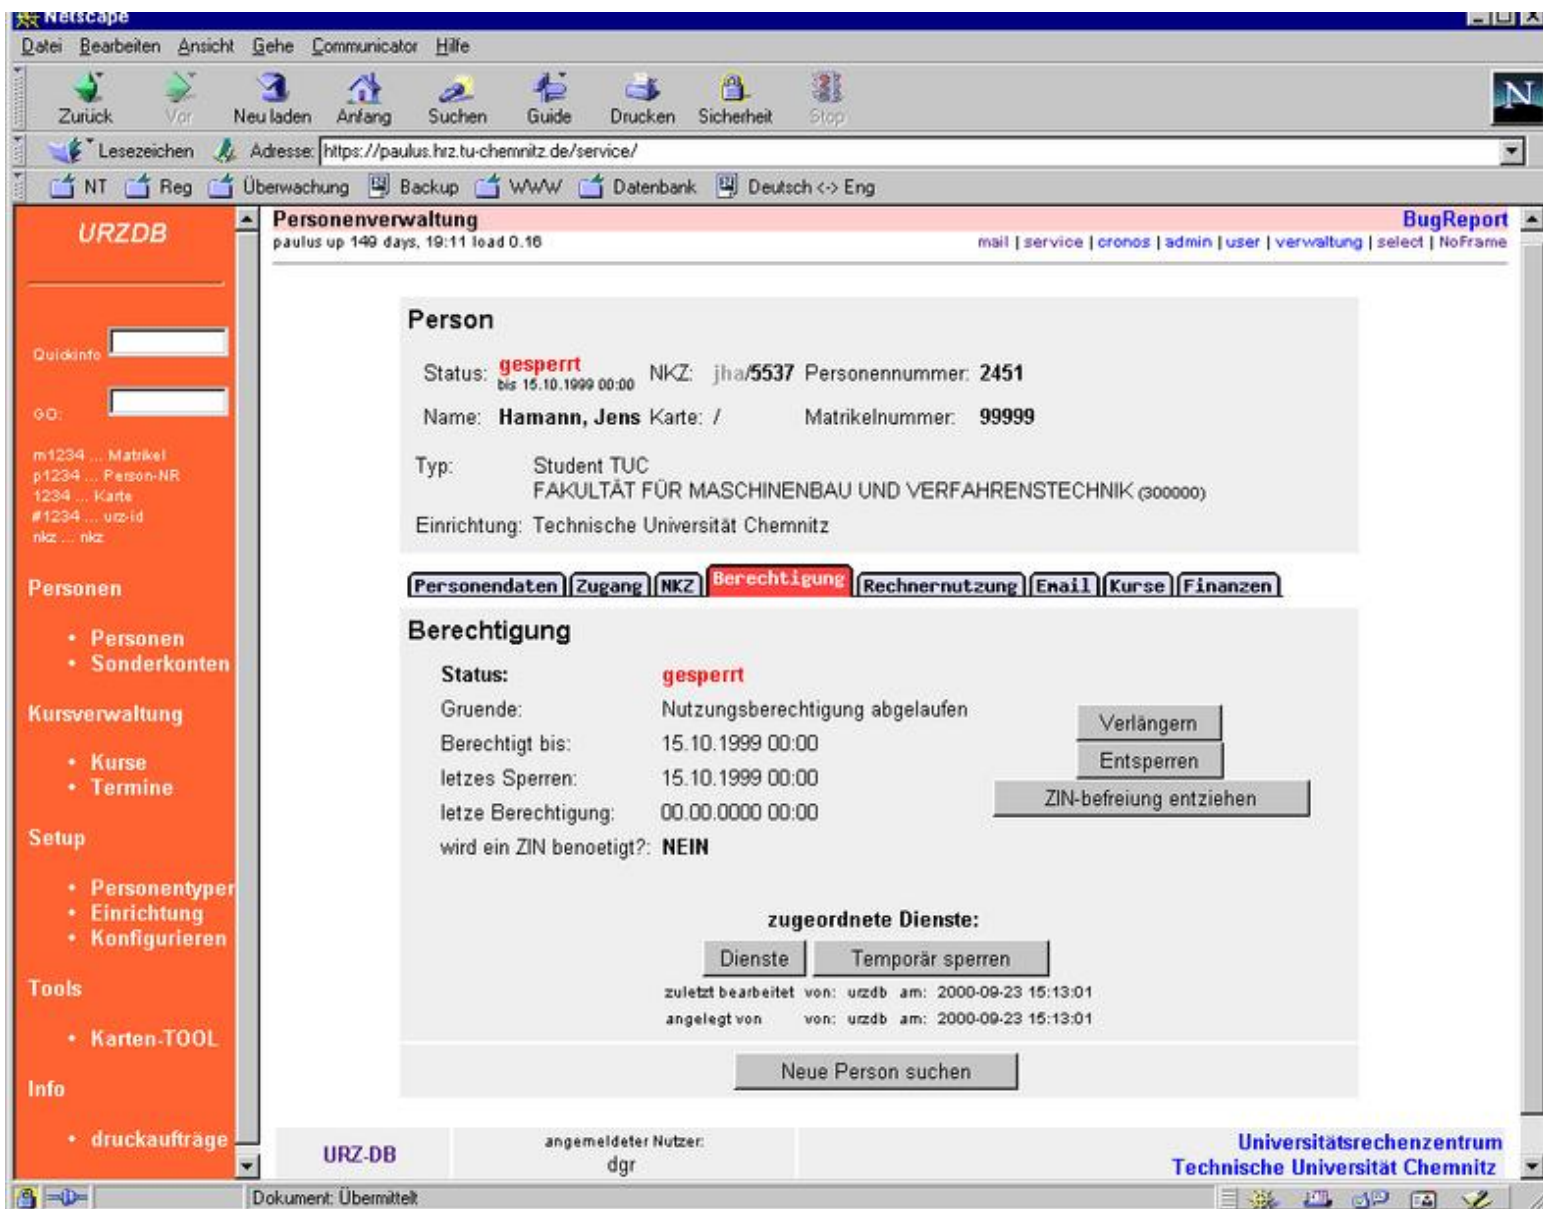 Netscape
Datei Bearbeiten Ansicht Gehe Communicator Hilfe
Zurück Vor Neu laden Anfang Suchen Guide Drucken Sicherheit Stop
N
Lesezeichen Adresse: https://paulus.hrz.tu-chemnitz.de/service/
NT Reg Überwachung Backup WWW Datenbank Deutsch <-> Eng
URZDB
Quickinfo
GO:
m1234 ... Matrikel
p1234 ... Person-NR
1234 ... Karte
#1234 ... urz-id
nkz ... nkz
Personen
• Personen
• Sonderkonten
Kursverwaltung
• Kurse
• Termine
Setup
• Personentyper
• Einrichtung
• Konfigurieren
Tools
• Karten-TOOL
Info
• druckaufträge
Personenverwaltung BugReport
paulus up 149 days, 19:11 load 0.16 mail | service | cronos | admin | user | verwaltung | select | NoFrame
Person
Status: gesperrt NKZ: jha/5537 Personennummer: 2451
bis 15.10.1999 00:00
Name: Hamann, Jens Karte: / Matrikelnummer: 99999
Typ: Student TUC
FAKULTÄT FÜR MASCHINENBAU UND VERFAHRENSTECHNIK (300000)
Einrichtung: Technische Universität Chemnitz
Personendaten Zugang NKZ Berechtigung Rechnernutzung Email Kurse Finanzen
Berechtigung
Status: gesperrt
Gruende: Nutzungsberechtigung abgelaufen
Berechtigt bis: 15.10.1999 00:00
letzes Sperren: 15.10.1999 00:00
letze Berechtigung: 00.00.0000 00:00
wird ein ZIN benoetigt?: NEIN
Verlängern
Entsperren
ZIN-befreiung entziehen
zugeordnete Dienste:
Dienste Temporär sperren
zuletzt bearbeitet von: urzdb am: 2000-09-23 15:13:01
angelegt von von: urzdb am: 2000-09-23 15:13:01
Neue Person suchen
URZ-DB
angemeldeter Nutzer:
dgr
Universitätsrechenzentrum
Technische Universität Chemnitz
Dokument: Übermittelt